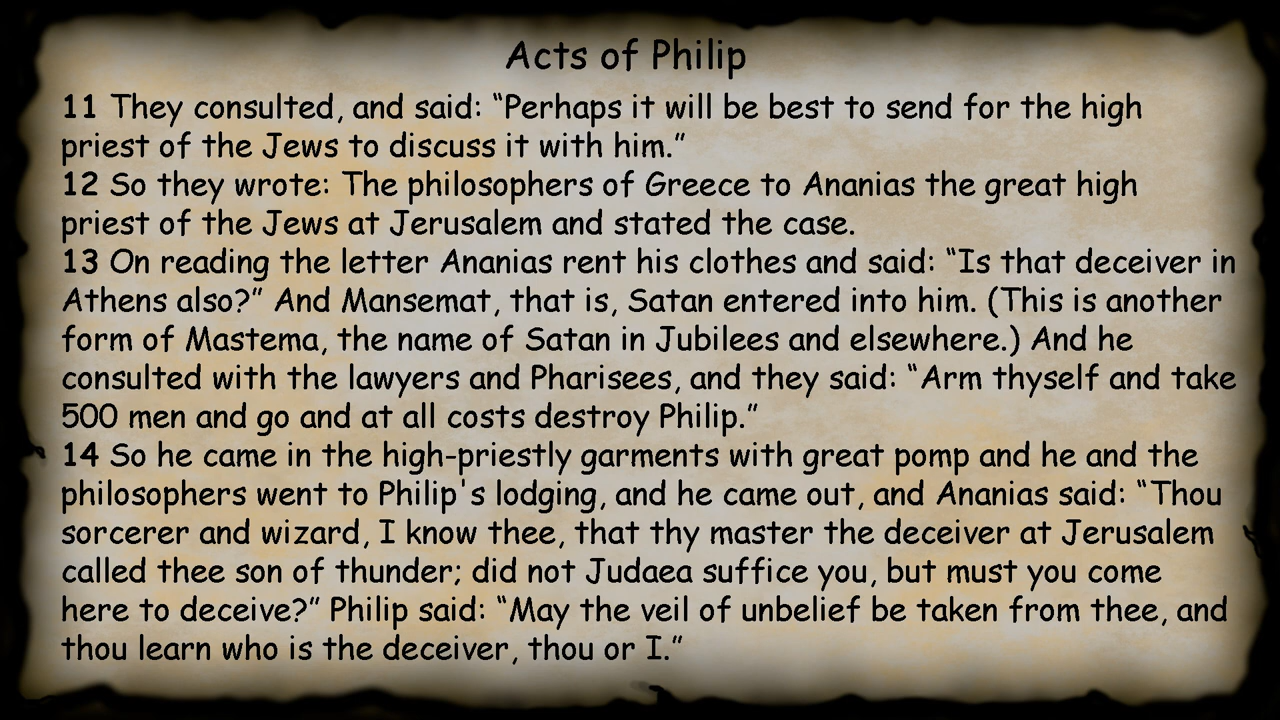 Acts of Philip
11 They consulted, and said: “Perhaps it will be best to send for the high
priest of the Jews to discuss it with him.”
12 So they wrote: The philosophers of Greece to Ananias the great high
priest of the Jews at Jerusalem and stated the case.
13 On reading the letter Ananias rent his clothes and said: “Is that deceiver in
Athens also?” And Mansemat, that is, Satan entered into him. (This is another
form of Mastema, the name of Satan in Jubilees and elsewhere.) And he
consulted with the lawyers and Pharisees, and they said: “Arm thyself and take
500 men and go and at all costs destroy Philip.”
14 So he came in the high-priestly garments with great pomp and he and the
philosophers went to Philip's lodging, and he came out, and Ananias said: “Thou
sorcerer and wizard, I know thee, that thy master the deceiver at Jerusalem
called thee son of thunder; did not Judaea suffice you, but must you come
here to deceive?” Philip said: “May the veil of unbelief be taken from thee, and
thou learn who is the deceiver, thou or I.”